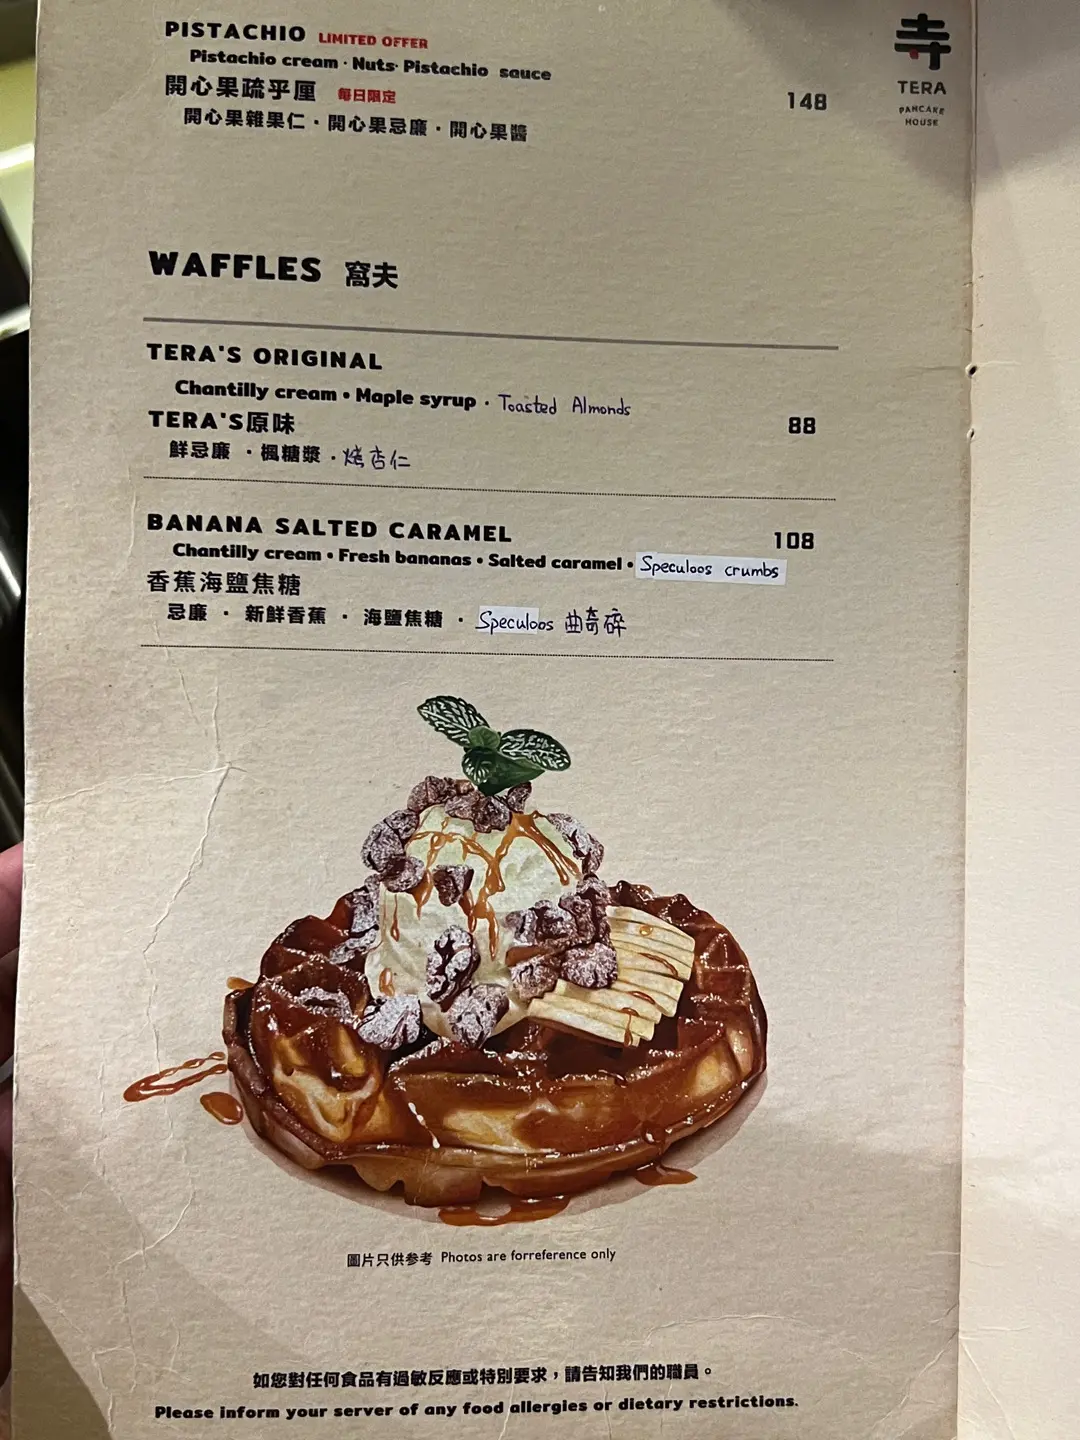 PISTACHIO LIMITED OFFER
Pistachio cream · Nuts· Pistachio sauce
開心果疏乎厘 每日限定
148
開心果雜果仁 · 開心果忌廉 · 開心果醬
寺
TERA
PANCAKE
HOUSE
WAFFLES 窩夫
TERA'S ORIGINAL
Chantilly cream • Maple syrup · Toasted Almonds
TERA'S原味
88
鮮忌廉 · 楓糖漿 · 烤杏仁
BANANA SALTED CARAMEL
108
Chantilly cream • Fresh bananas • Salted caramel • Speculoos crumbs
香蕉海鹽焦糖
忌廉 · 新鮮香蕉 · 海鹽焦糖 · Speculoos 曲奇碎
圖片只供参考 Photos are forreference only
如您對任何食品有過敏反應或特別要求，請告知我們的職員。
Please inform your server of any food allergies or dietary restrictions.